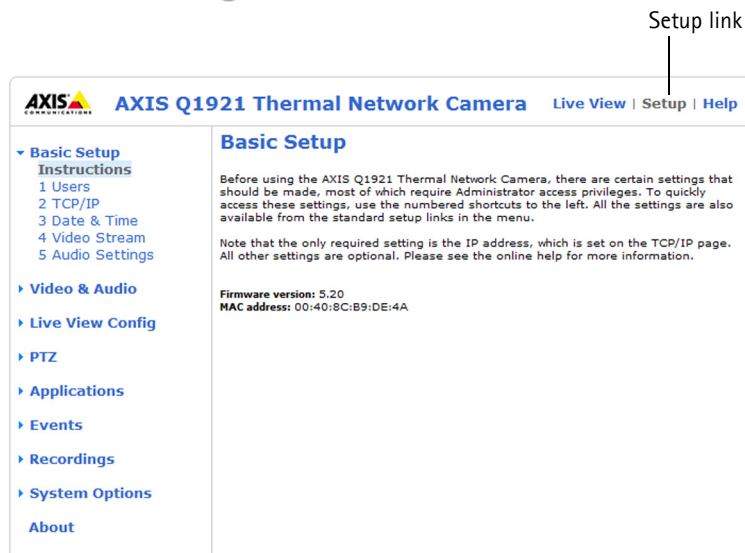 Setup link
AXIS COMMUNICATIONS
AXIS Q1921 Thermal Network Camera
Live View | Setup | Help
Basic Setup
Instructions
1 Users
2 TCP/IP
3 Date & Time
4 Video Stream
5 Audio Settings
Video & Audio
Live View Config
PTZ
Applications
Events
Recordings
System Options
About
Basic Setup
Before using the AXIS Q1921 Thermal Network Camera, there are certain settings that
should be made, most of which require Administrator access privileges. To quickly
access these settings, use the numbered shortcuts to the left. All the settings are also
available from the standard setup links in the menu.
Note that the only required setting is the IP address, which is set on the TCP/IP page.
All other settings are optional. Please see the online help for more information.
Firmware version: 5.20
MAC address: 00:40:8C:B9:DE:4A